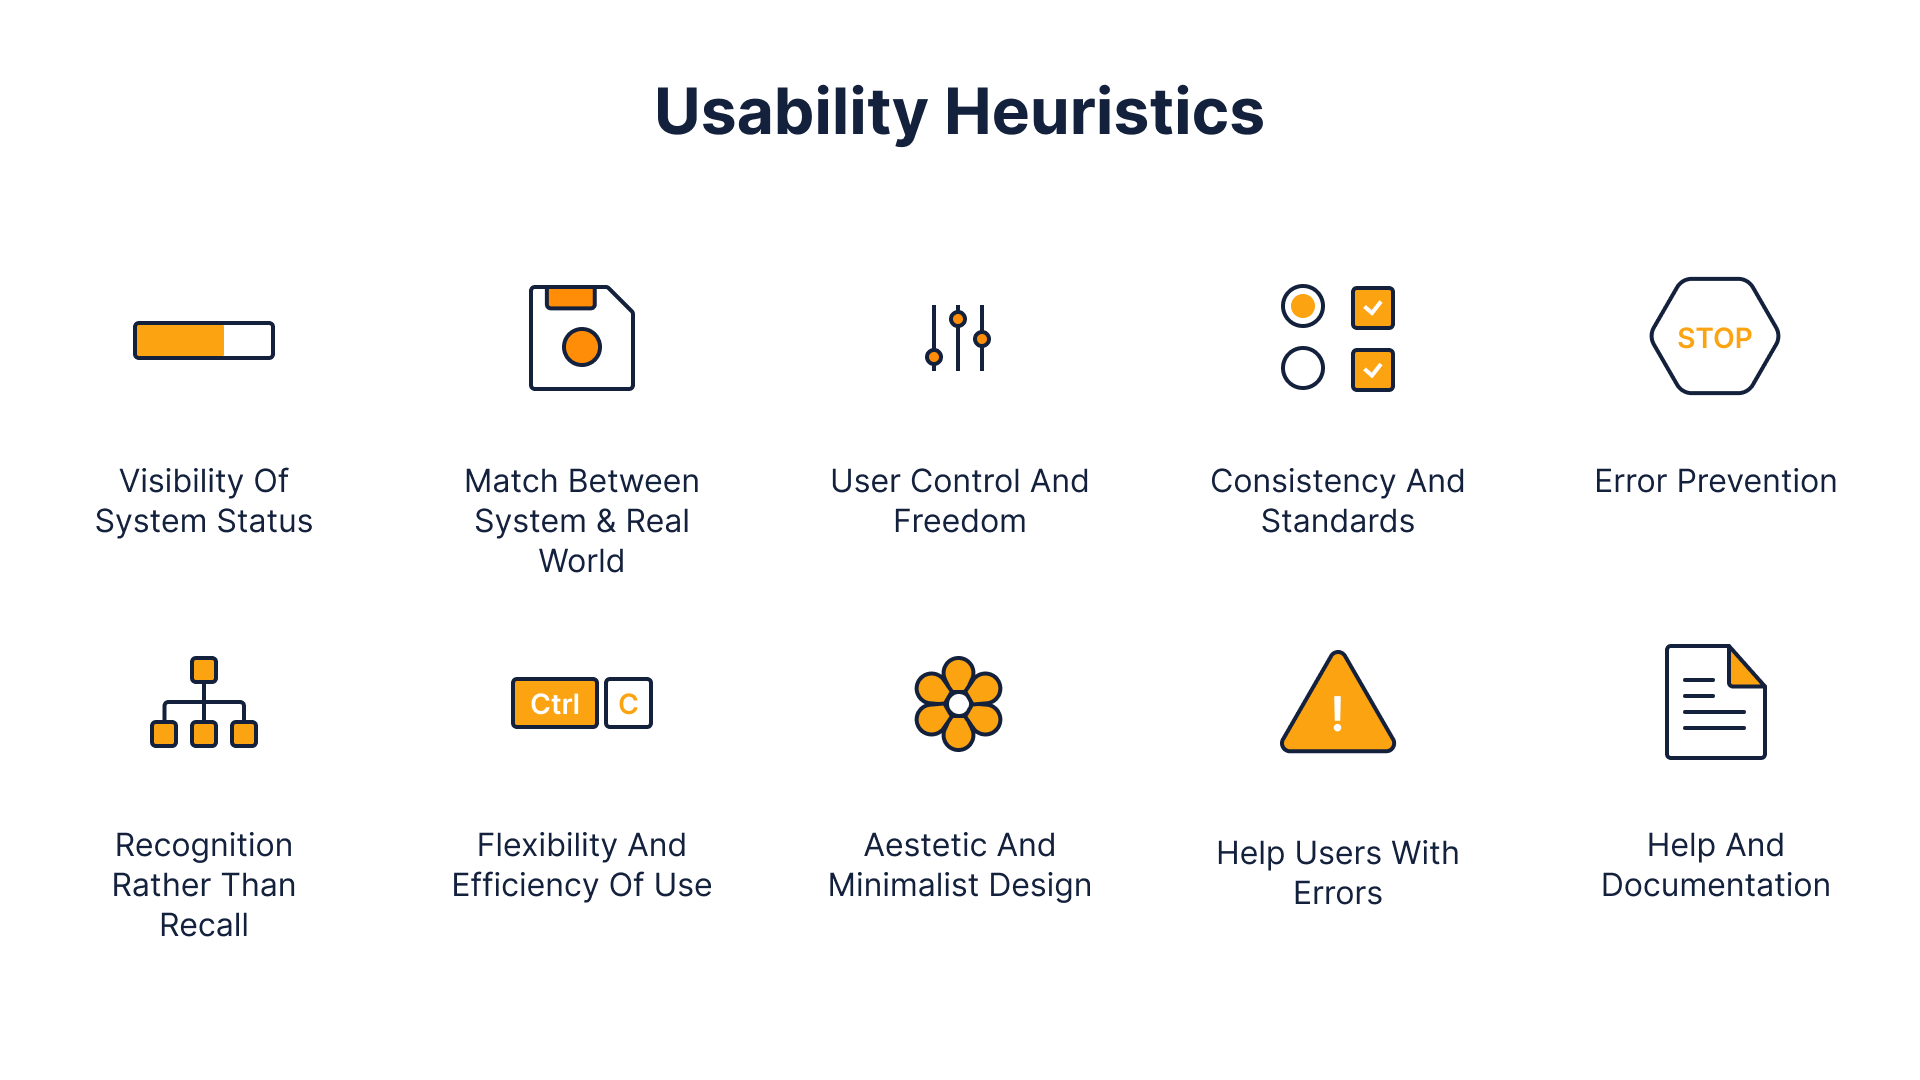 Usability Heuristics
STOP
Visibility Of
System Status
Match Between
System & Real
World
User Control And
Freedom
Consistency And
Standards
Error Prevention
Ctrl C
!
Recognition
Rather Than
Recall
Flexibility And
Efficiency Of Use
Aestetic And
Minimalist Design
Help Users With
Errors
Help And
Documentation